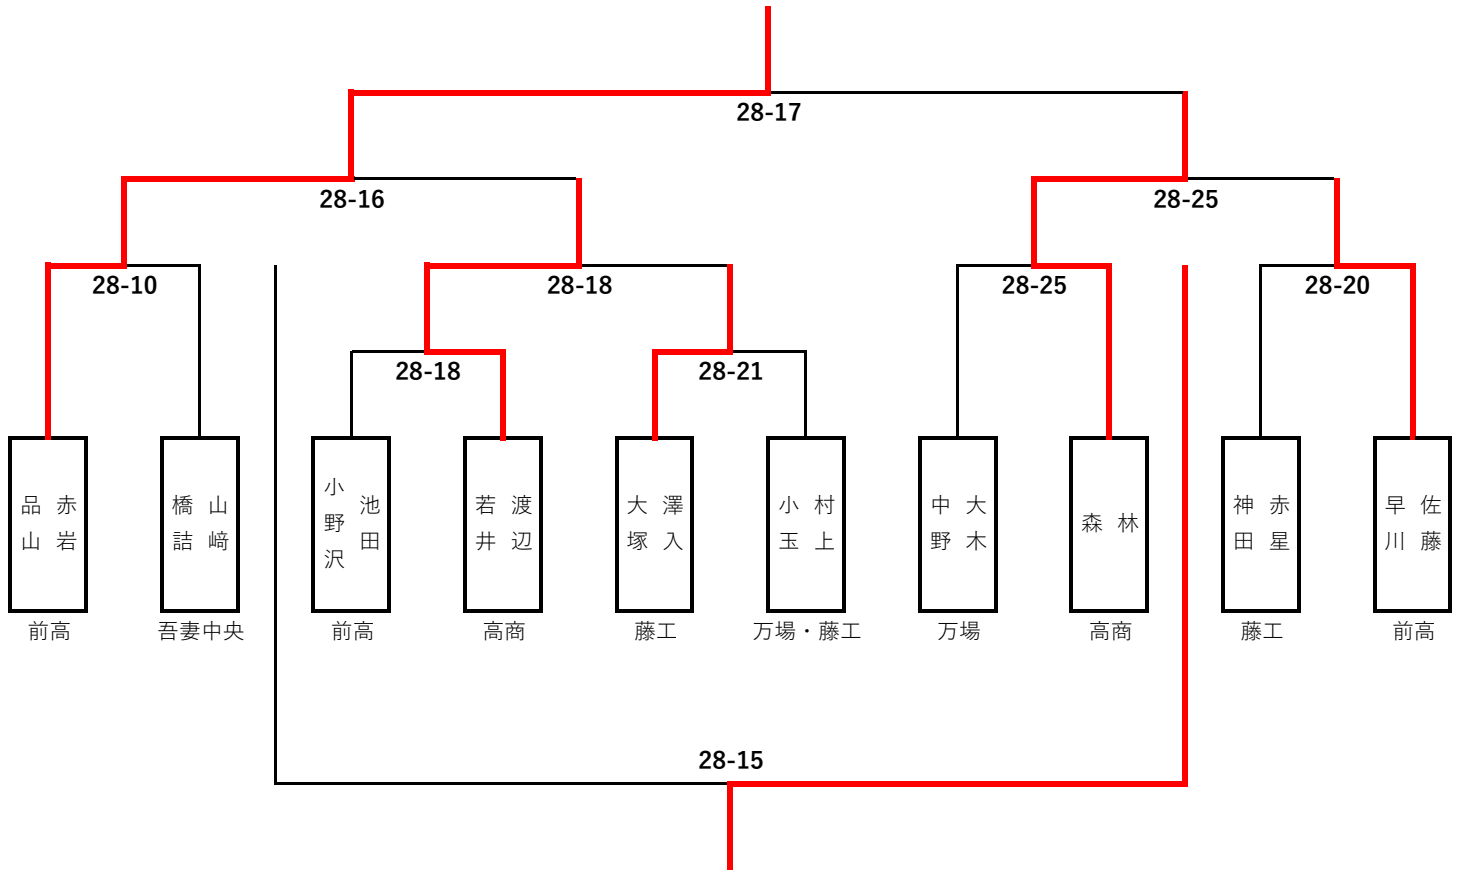 28-17
28-16
28-25
28-10
28-18
28-25
28-20
28-18
28-21
赤岩
品山
山﨑
橋詰
池田
小野沢
渡辺
若井
澤入
大塚
村上
小玉
大木
中野
林
森
赤星
神田
佐藤
早川
前高
吾妻中央
前高
高商
藤工
万場・藤工
万場
高商
藤工
前高
28-15